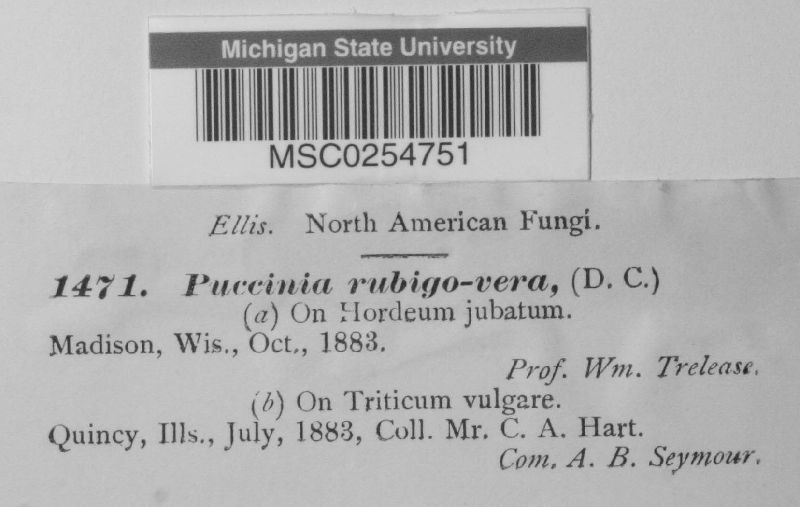 Michigan State University
MSC0254751
Ellis. North American Fungi.
1471. Puccinia rubigo-vera, (D. C.)
(a) On Hordeum jubatum.
Madison, Wis., Oct., 1883.
Prof. Wm. Trelease.
(b) On Triticum vulgare.
Quincy, Ills., July, 1883, Coll. Mr. C. A. Hart.
Com. A. B. Seymour.